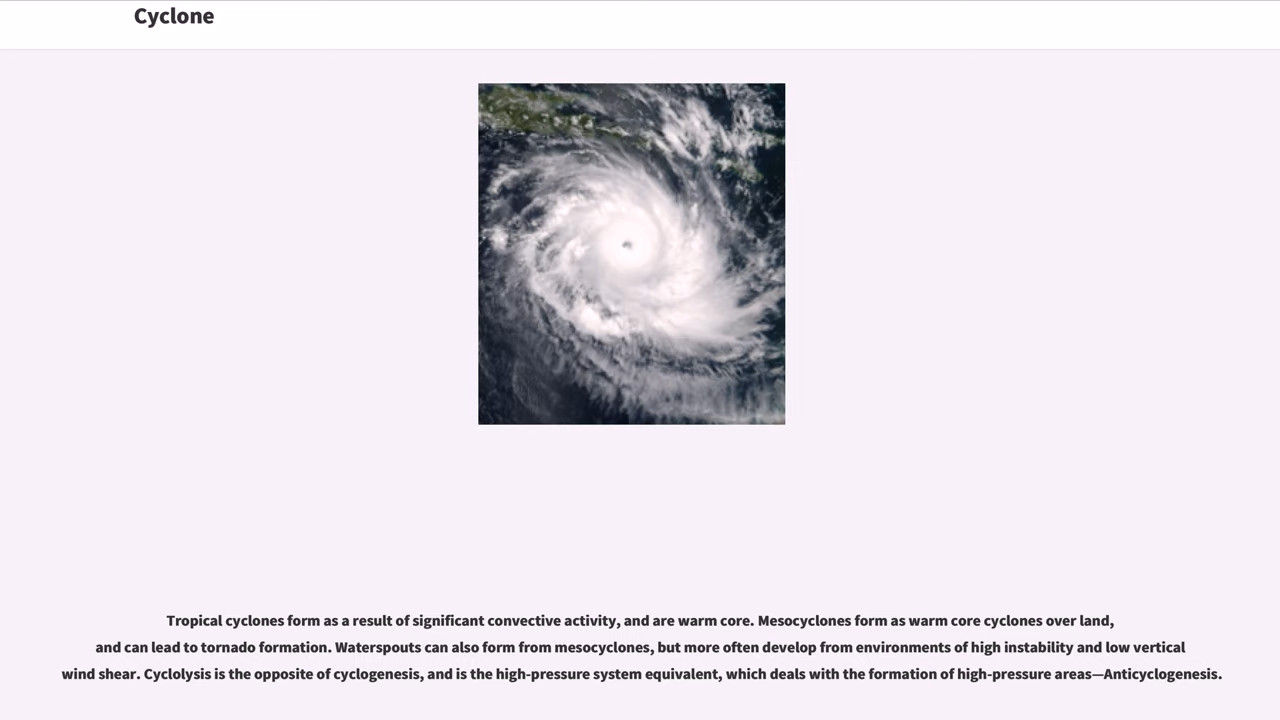 Cyclone
Tropical cyclones form as a result of significant convective activity, and are warm core. Mesocyclones form as warm core cyclones over land,
and can lead to tornado formation. Waterspouts can also form from mesocyclones, but more often develop from environments of high instability and low vertical
wind shear. Cyclolysis is the opposite of cyclogenesis, and is the high-pressure system equivalent, which deals with the formation of high-pressure areas—Anticyclogenesis.